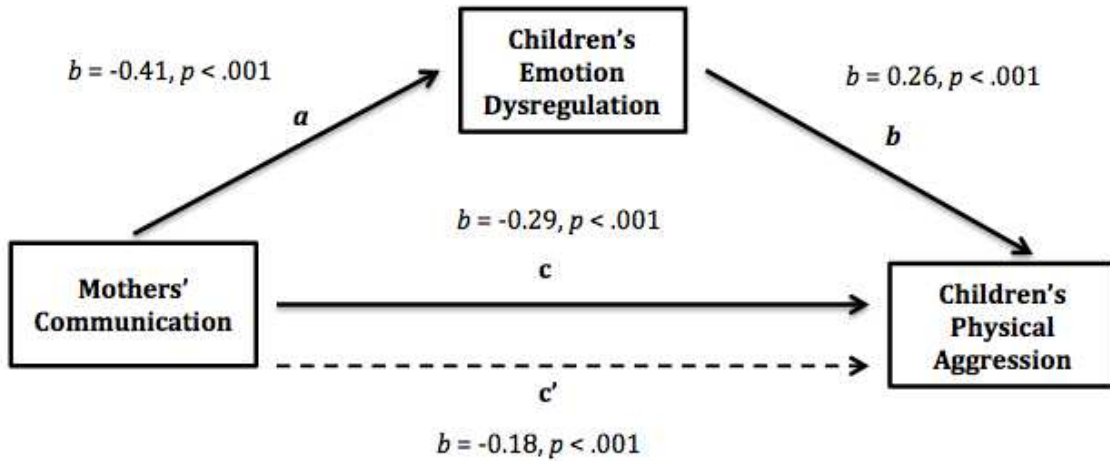 Children's
Emotion
Dysregulation
b = -0.41, p < .001
b = 0.26, p < .001
a
b
b = -0.29, p < .001
c
Mothers'
Communication
Children's
Physical
Aggression
c'
b = -0.18, p < .001